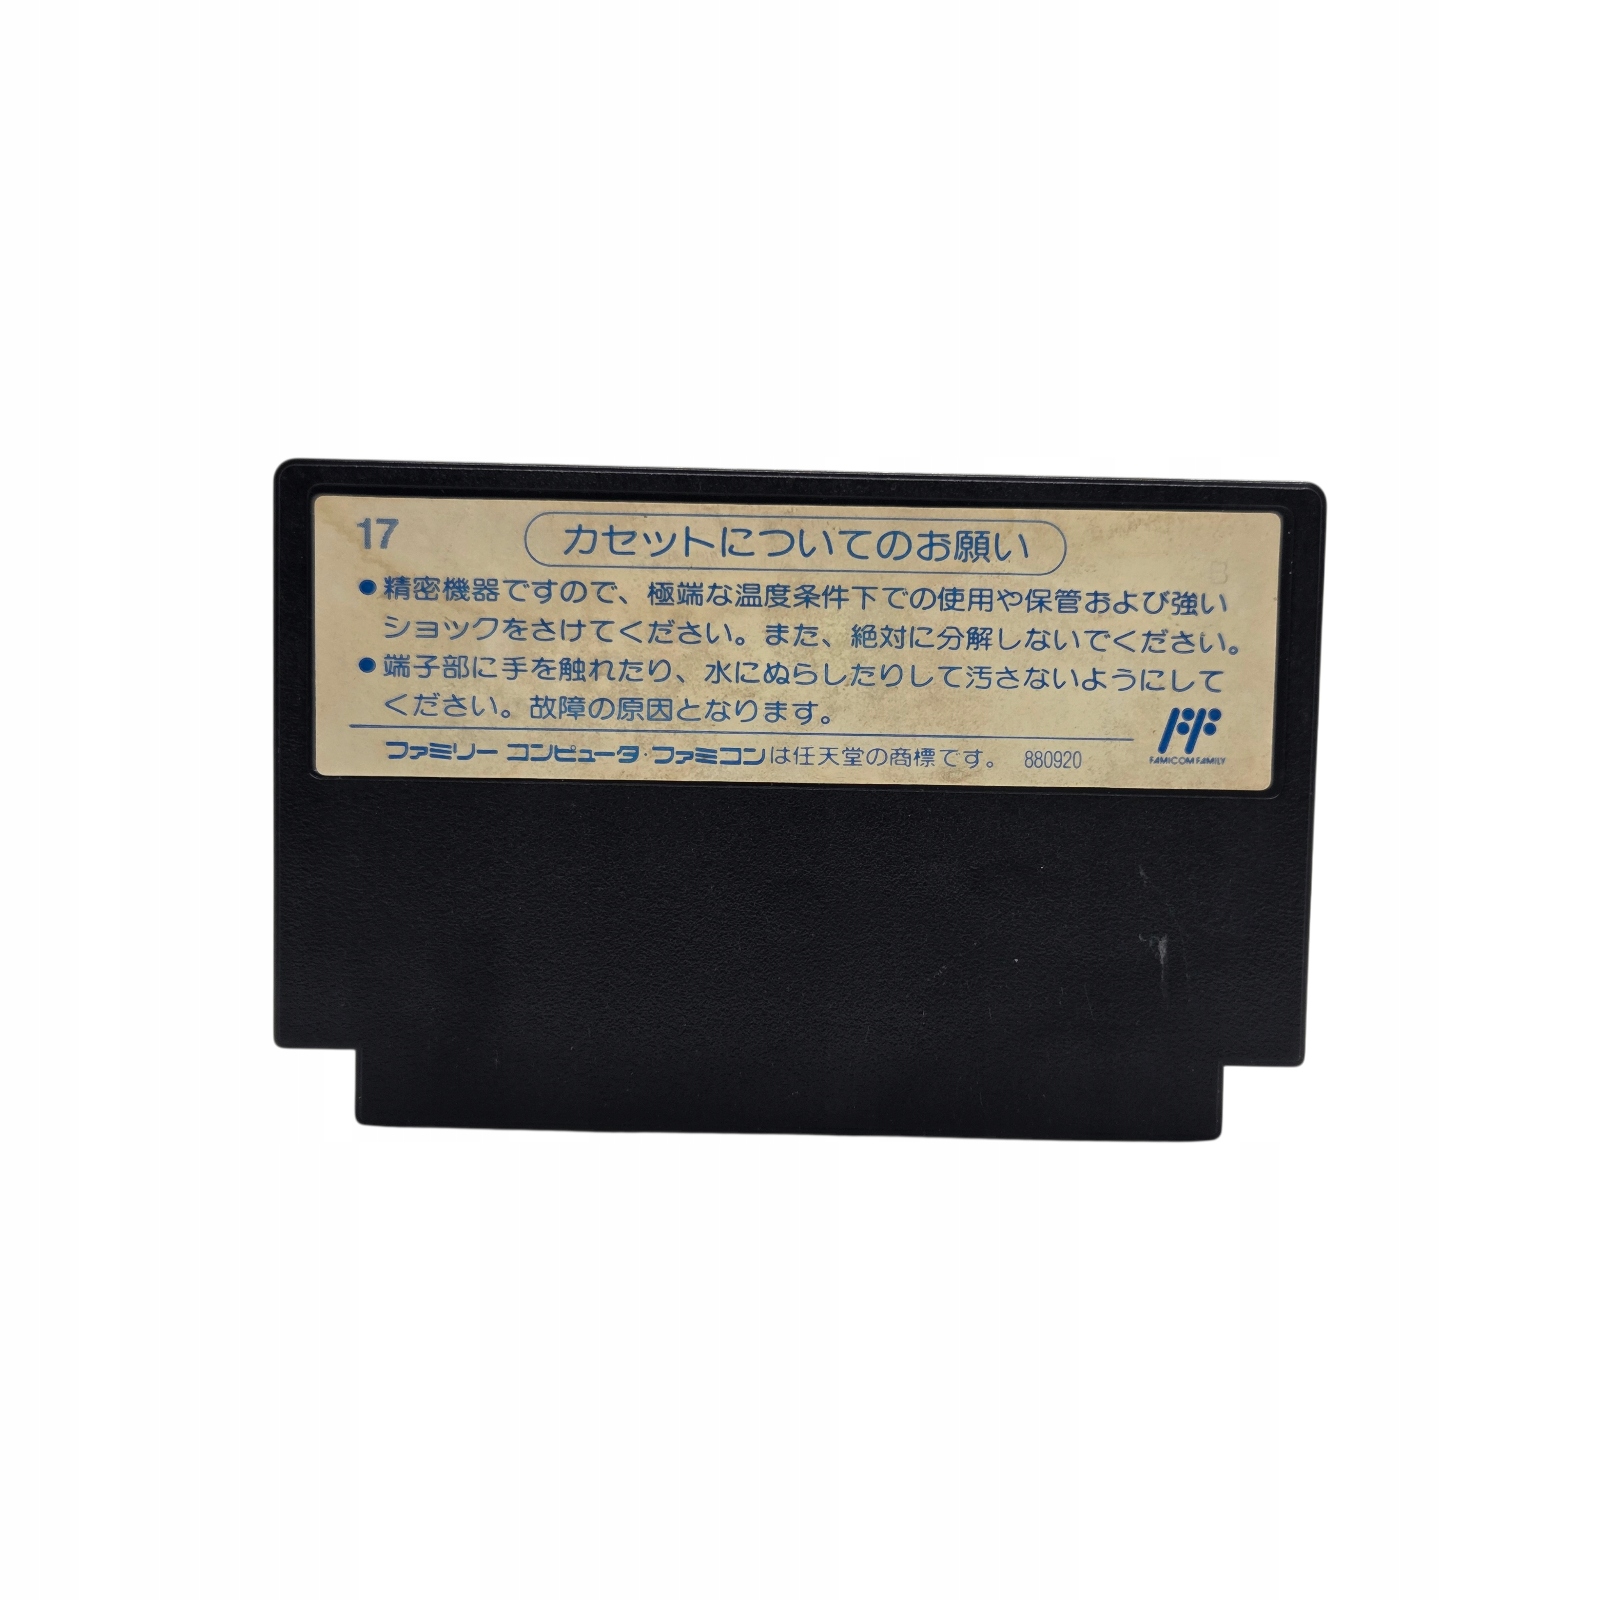 17
カセットについてのお願い
●精密機器ですので、極端な温度条件下での使用や保管および強い
ショックをさけてください。また、絶対に分解しないでください。
●端子部に手を触れたり、水にぬらしたりして汚さないようにして
ください。故障の原因となります。
ファミリー コンピュータ・ファミコンは任天堂の商標です。 880920
FF
FAMICOM FAMILY